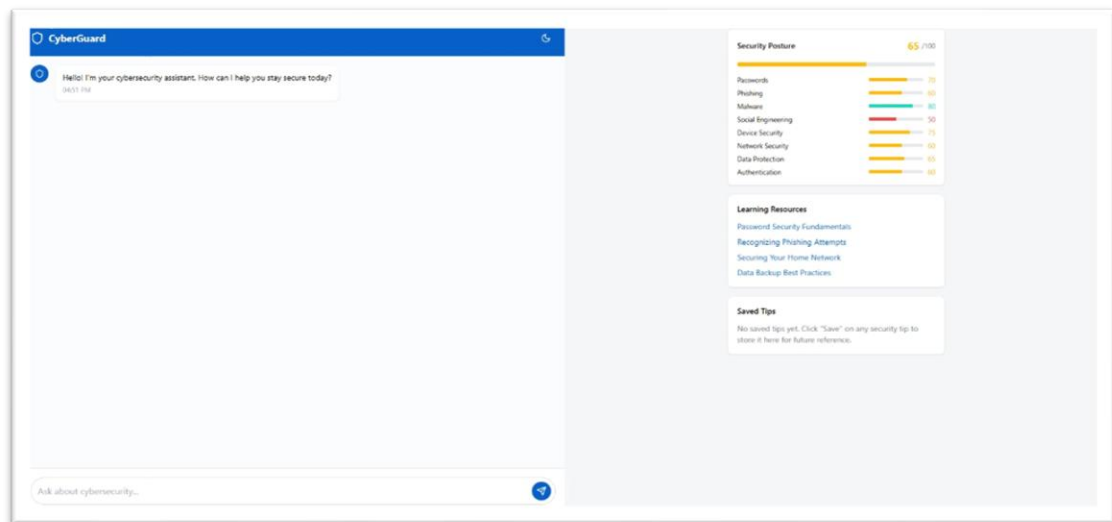 CyberGuard
Hello! I'm your cybersecurity assistant. How can I help you stay secure today?
04:51 PM
Ask about cybersecurity...
Security Posture 65 /100
Passwords 70
Phishing 60
Malware 80
Social Engineering 50
Device Security 75
Network Security 60
Data Protection 65
Authentication 60
Learning Resources
Password Security Fundamentals
Recognizing Phishing Attempts
Securing Your Home Network
Data Backup Best Practices
Saved Tips
No saved tips yet. Click "Save" on any security tip to
store it here for future reference.